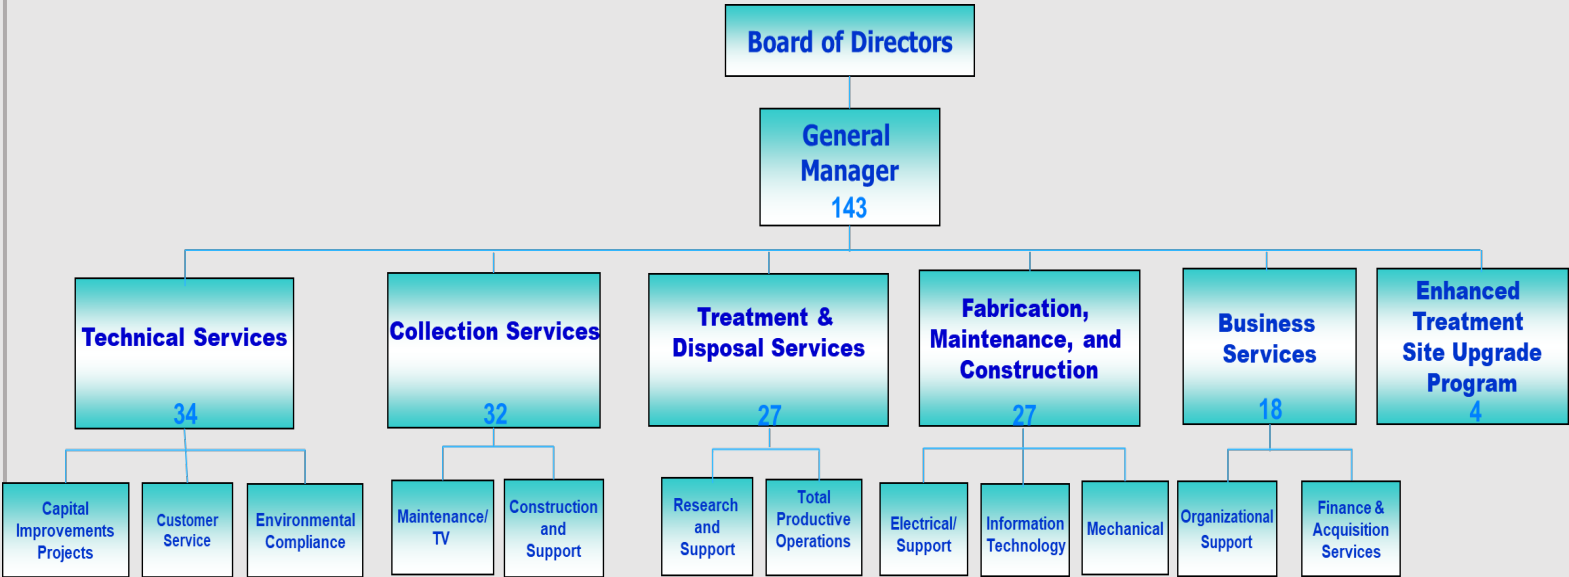 Board of Directors
General
Manager
143
Technical Services
34
Collection Services
32
Treatment &
Disposal Services
27
Fabrication,
Maintenance, and
Construction
27
Business
Services
18
Enhanced
Treatment
Site Upgrade
Program
4
Capital
Improvements
Projects
Customer
Service
Environmental
Compliance
Maintenance/
TV
Construction
and
Support
Research
and
Support
Total
Productive
Operations
Electrical/
Support
Information
Technology
Mechanical
Organizational
Support
Finance &
Acquisition
Services